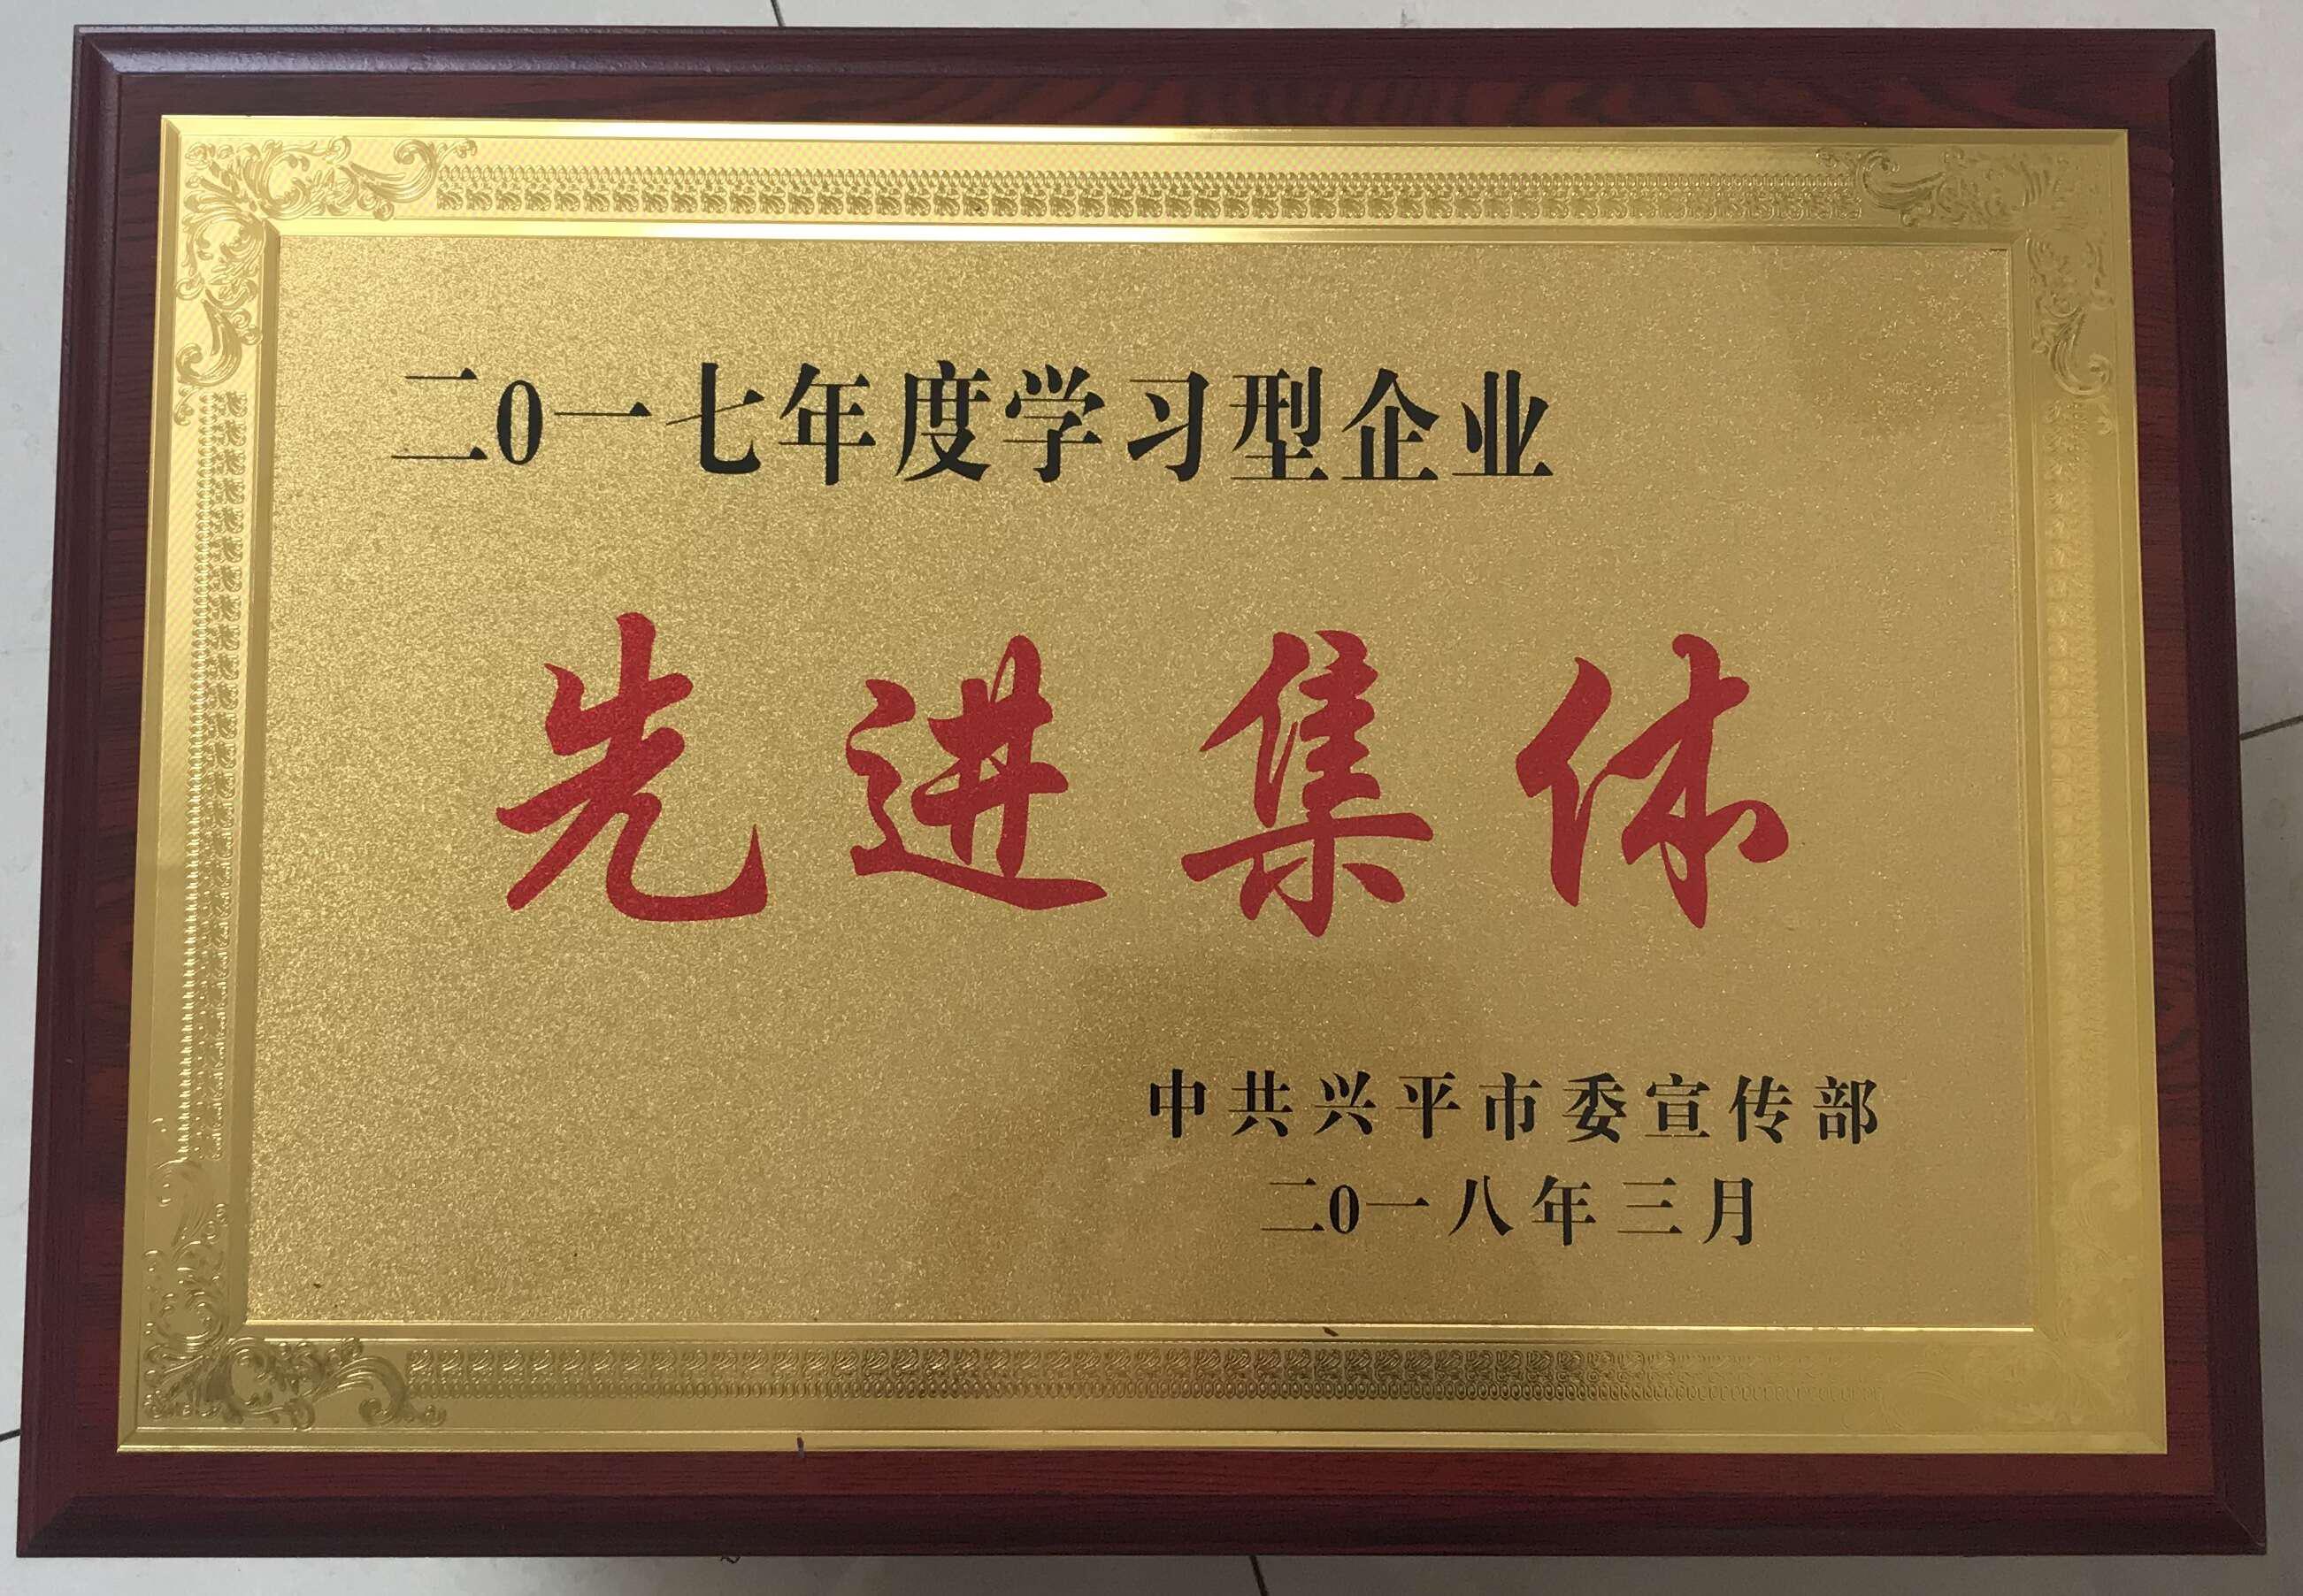 二0一七年度学习型企业
先进集体
中共兴平市委宣传部
二0一八年三月